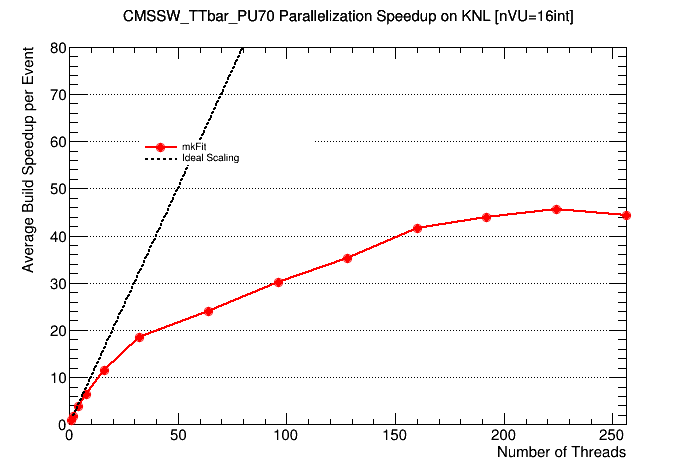 CMSSW_TTbar_PU70 Parallelization Speedup on KNL [nVU=16int]
Average Build Speedup per Event
80
70
60
50
40
30
20
10
0
mkFit
Ideal Scaling
0 50 100 150 200 250
Number of Threads